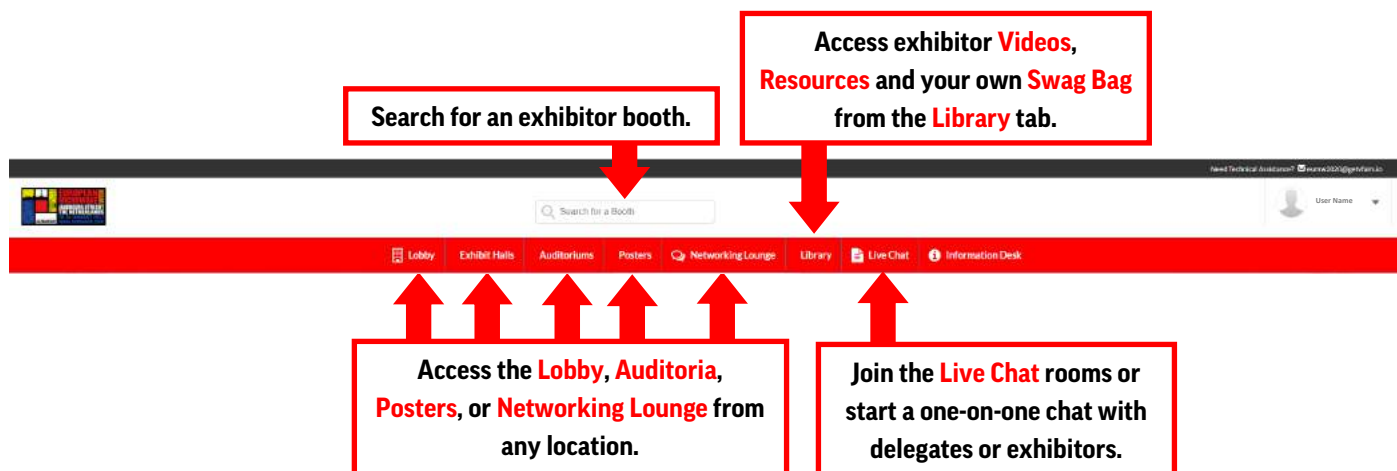 Access exhibitor Videos,
Resources and your own Swag Bag
from the Library tab.
Search for an exhibitor booth.
Need Technical Assistance?
Search for a Booth
User Name
Lobby Exhibit Halls Auditoriums Posters Networking Lounge Library Live Chat Information Desk
Access the Lobby, Auditoria,
Posters, or Networking Lounge from
any location.
Join the Live Chat rooms or
start a one-on-one chat with
delegates or exhibitors.